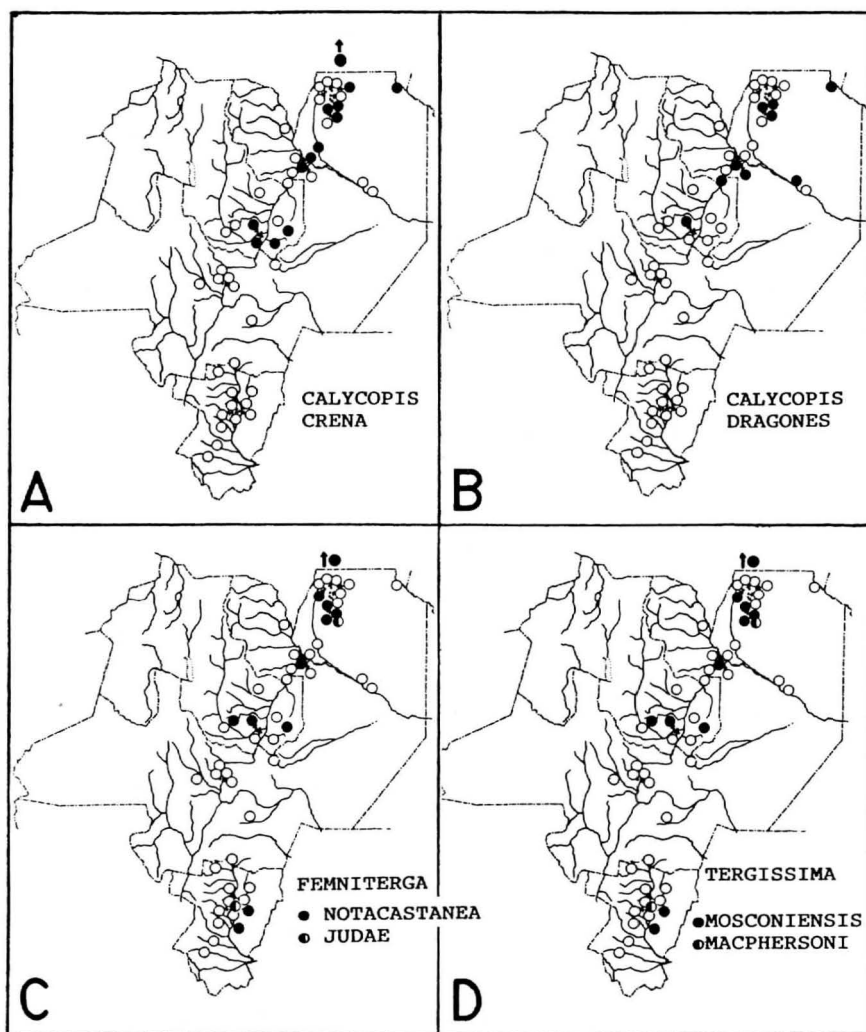 CALYCOPIS
CRENA
A
CALYCOPIS
DRAGONES
B
FEMNITERGA
NOTACASTANEA
JUDAE
C
TERGISSIMA
MOSCONIENSIS
MACPHERSONI
D